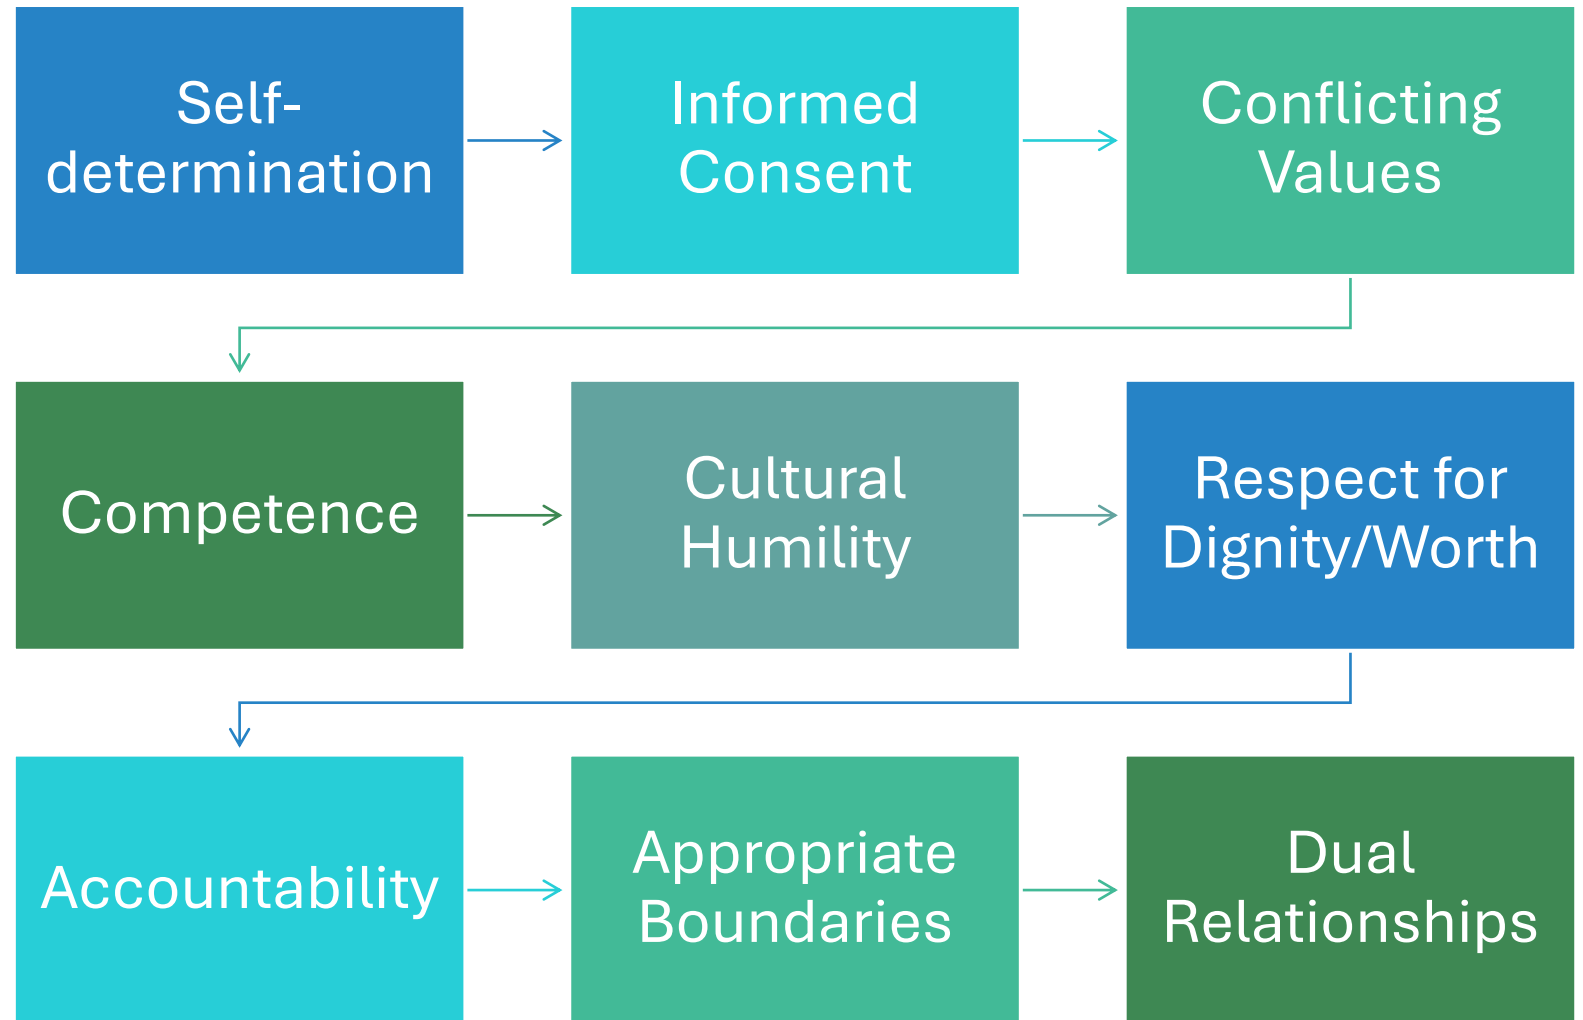 Self-
determination
Informed
Consent
Conflicting
Values
Competence
Cultural
Humility
Respect for
Dignity/Worth
Accountability
Appropriate
Boundaries
Dual
Relationships